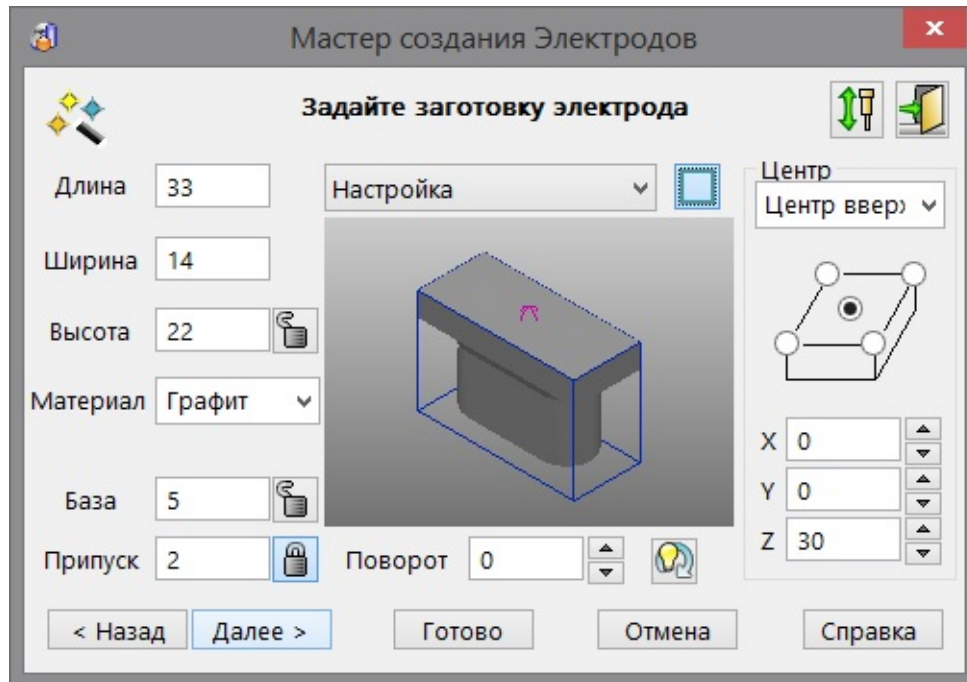 Мастер создания Электродов
Задайте заготовку электрода
Длина 33
Настройка
Центр
Центр вверх
Ширина 14
Высота 22
Материал Графит
База 5
Припуск 2
Поворот 0
X 0
Y 0
Z 30
< Назад
Далее >
Готово
Отмена
Справка